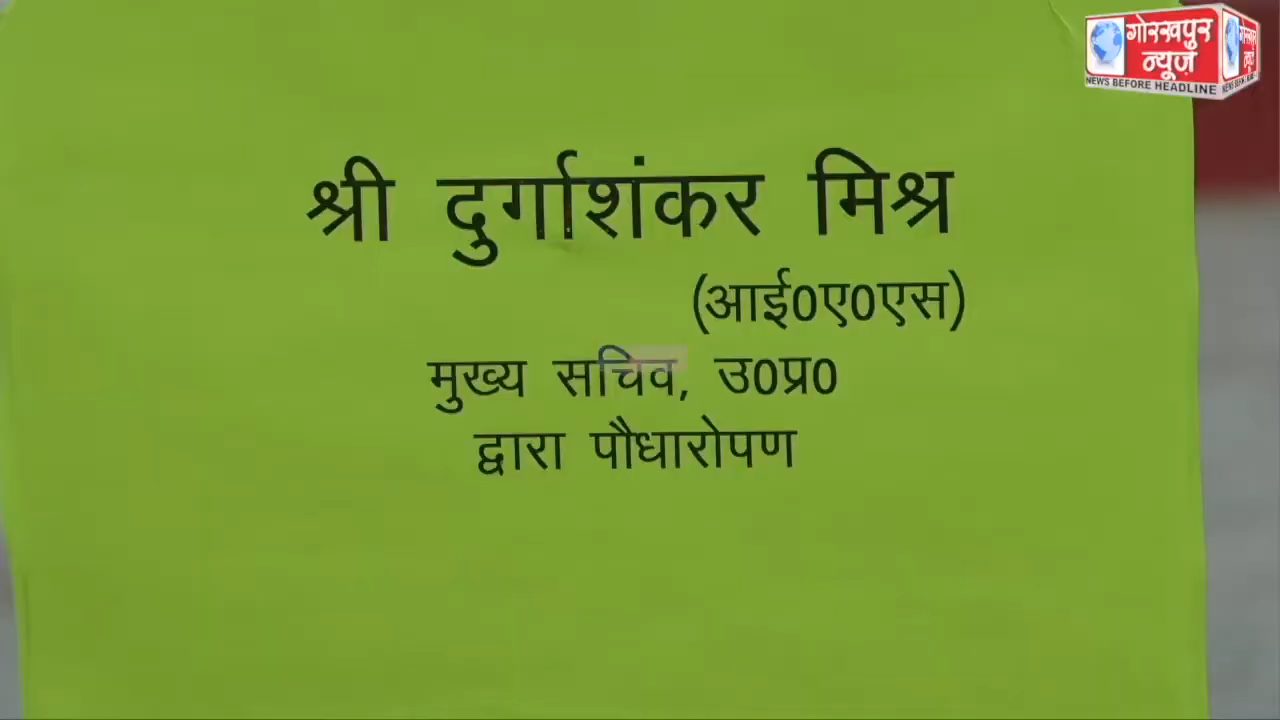 गोरखपुर
न्यूज़
NEWS BEFORE HEADLINE
श्री दुर्गाशंकर मिश्र
(आई0ए0एस)
मुख्य सचिव, उ0प्र0
द्वारा पौधारोपण